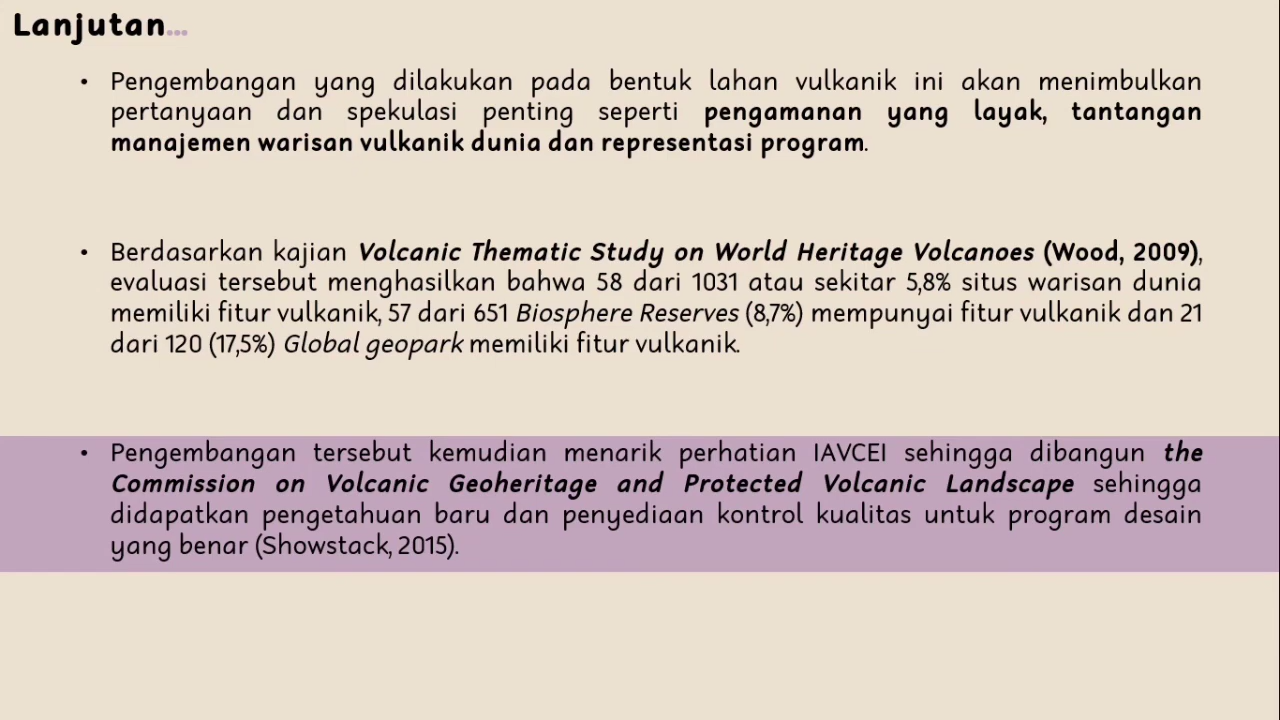 Lanjutan...
• Pengembangan yang dilakukan pada bentuk lahan vulkanik ini akan menimbulkan
pertanyaan dan spekulasi penting seperti pengamanan yang layak, tantangan
manajemen warisan vulkanik dunia dan representasi program.
• Berdasarkan kajian Volcanic Thematic Study on World Heritage Volcanoes (Wood, 2009),
evaluasi tersebut menghasilkan bahwa 58 dari 1031 atau sekitar 5,8% situs warisan dunia
memiliki fitur vulkanik, 57 dari 651 Biosphere Reserves (8,7%) mempunyai fitur vulkanik dan 21
dari 120 (17,5%) Global geopark memiliki fitur vulkanik.
• Pengembangan tersebut kemudian menarik perhatian IAVCEI sehingga dibangun the
Commission on Volcanic Geoheritage and Protected Volcanic Landscape sehingga
didapatkan pengetahuan baru dan penyediaan kontrol kualitas untuk program desain
yang benar (Showstack, 2015).